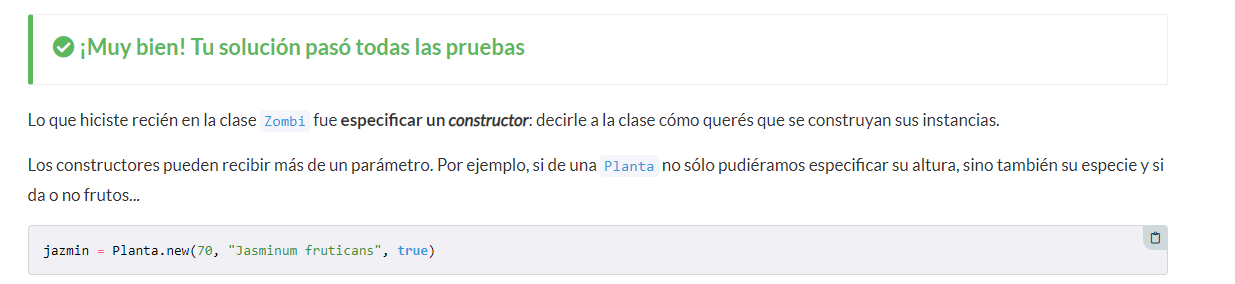 ¡Muy bien! Tu solución pasó todas las pruebas
Lo que hiciste recién en la clase Zombi fue especificar un constructor: decirle a la clase cómo querés que se construyan sus instancias.
Los constructores pueden recibir más de un parámetro. Por ejemplo, si de una Planta no sólo pudiéramos especificar su altura, sino también su especie y si
da o no frutos...
jazmin = Planta.new(70, "Jasminum fruticans", true)